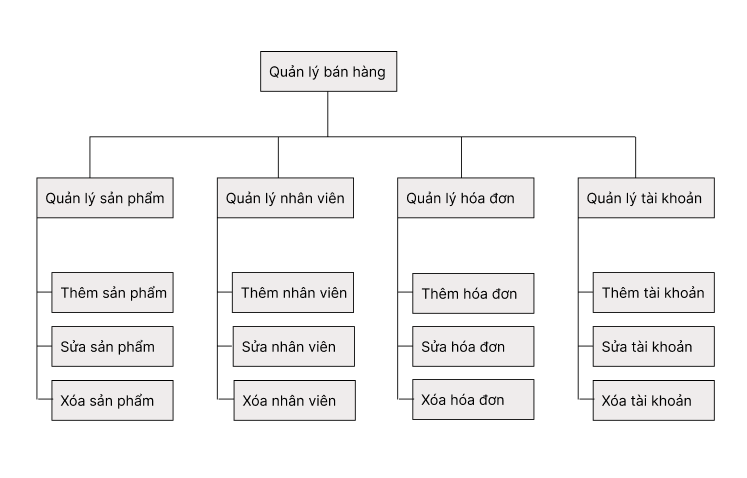 Quản lý bán hàng
Quản lý sản phẩm
Quản lý nhân viên
Quản lý hóa đơn
Quản lý tài khoản
Thêm sản phẩm
Thêm nhân viên
Thêm hóa đơn
Thêm tài khoản
Sửa sản phẩm
Sửa nhân viên
Sửa hóa đơn
Sửa tài khoản
Xóa sản phẩm
Xóa nhân viên
Xóa hóa đơn
Xóa tài khoản